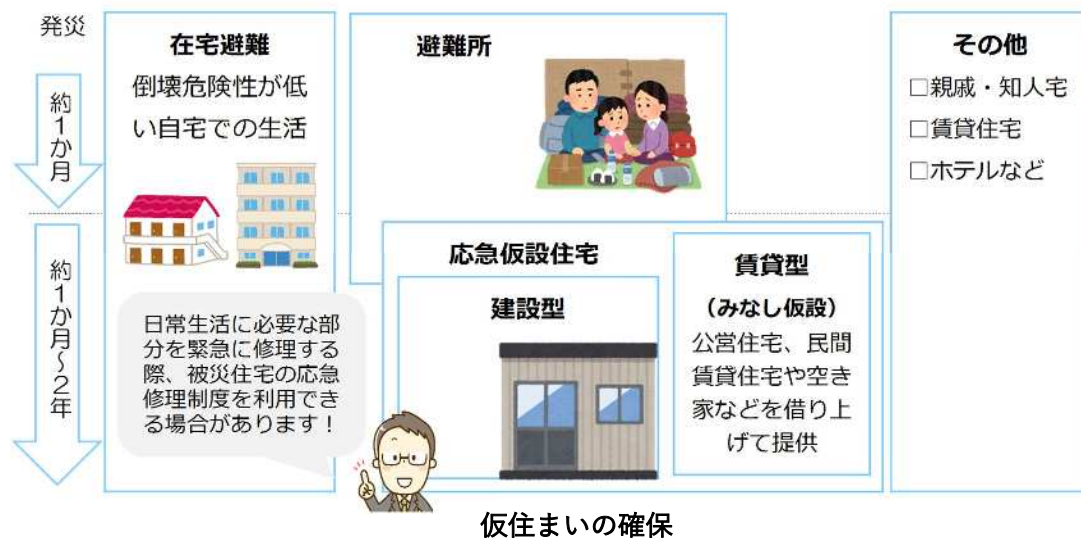 発災
約1か月
約1か月~2年
在宅避難
倒壊危険性が低
い自宅での生活
日常生活に必要な部
分を緊急に修理する
際、被災住宅の応急
修理制度を利用でき
る場合があります！
避難所
応急仮設住宅
建設型
賃貸型
（みなし仮設）
公営住宅、民間
賃貸住宅や空き
家などを借り上
げて提供
その他
□親戚・知人宅
□賃貸住宅
□ホテルなど
仮住まいの確保